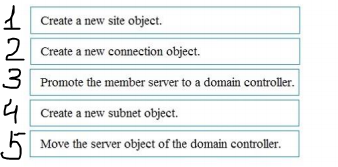 1 Create a new site object.
2 Create a new connection object.
3 Promote the member server to a domain controller.
4 Create a new subnet object.
5 Move the server object of the domain controller.